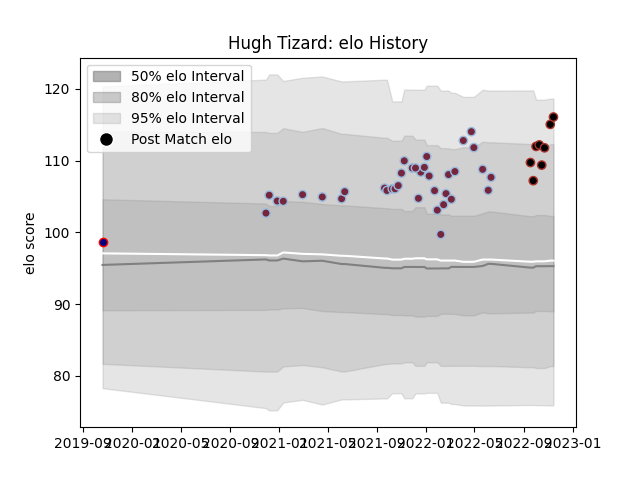 Hugh Tizard: elo History
50% elo Interval
80% elo Interval
95% elo Interval
Post Match elo
elo score
120
110
100
90
80
2019-09 2020-01 2020-05 2020-09 2021-01 2021-05 2021-09 2022-01 2022-05 2022-09 2023-01